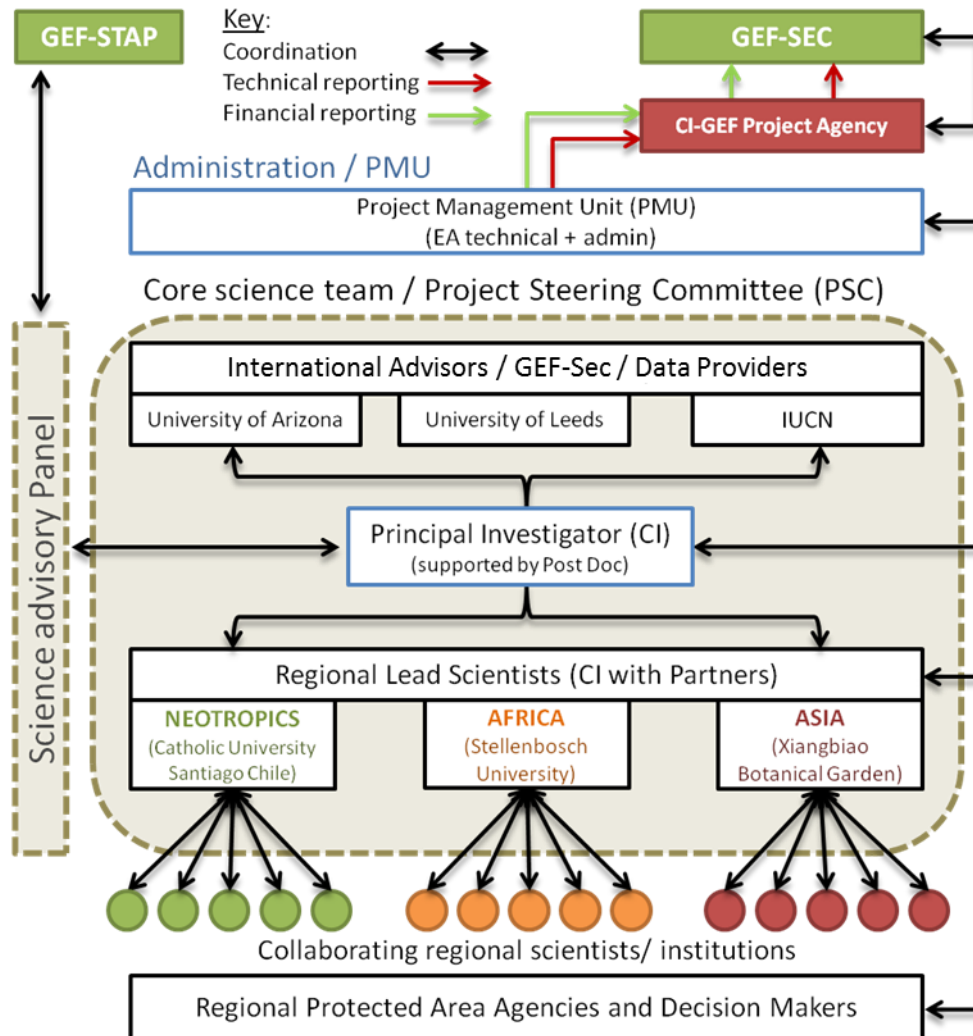 GEF-STAP
Key:
Coordination
Technical reporting
Financial reporting
GEF-SEC
CI-GEF Project Agency
Administration / PMU
Project Management Unit (PMU)
(EA technical + admin)
Core science team / Project Steering Committee (PSC)
Science advisory Panel
International Advisors / GEF-Sec / Data Providers
University of Arizona
University of Leeds
IUCN
Principal Investigator (CI)
(supported by Post Doc)
Regional Lead Scientists (CI with Partners)
NEOTROPICS
(Catholic University
Santiago Chile)
AFRICA
(Stellenbosch
University)
ASIA
(Xiangbiao
Botanical Garden)
Collaborating regional scientists/ institutions
Regional Protected Area Agencies and Decision Makers